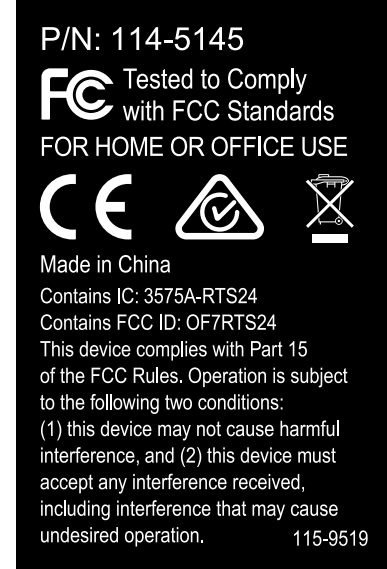 P/N: 114-5145
FC Tested to Comply
with FCC Standards
FOR HOME OR OFFICE USE
CE
Made in China
Contains IC: 3575A-RTS24
Contains FCC ID: OF7RTS24
This device complies with Part 15
of the FCC Rules. Operation is subject
to the following two conditions:
(1) this device may not cause harmful
interference, and (2) this device must
accept any interference received,
including interference that may cause
undesired operation. 115-9519